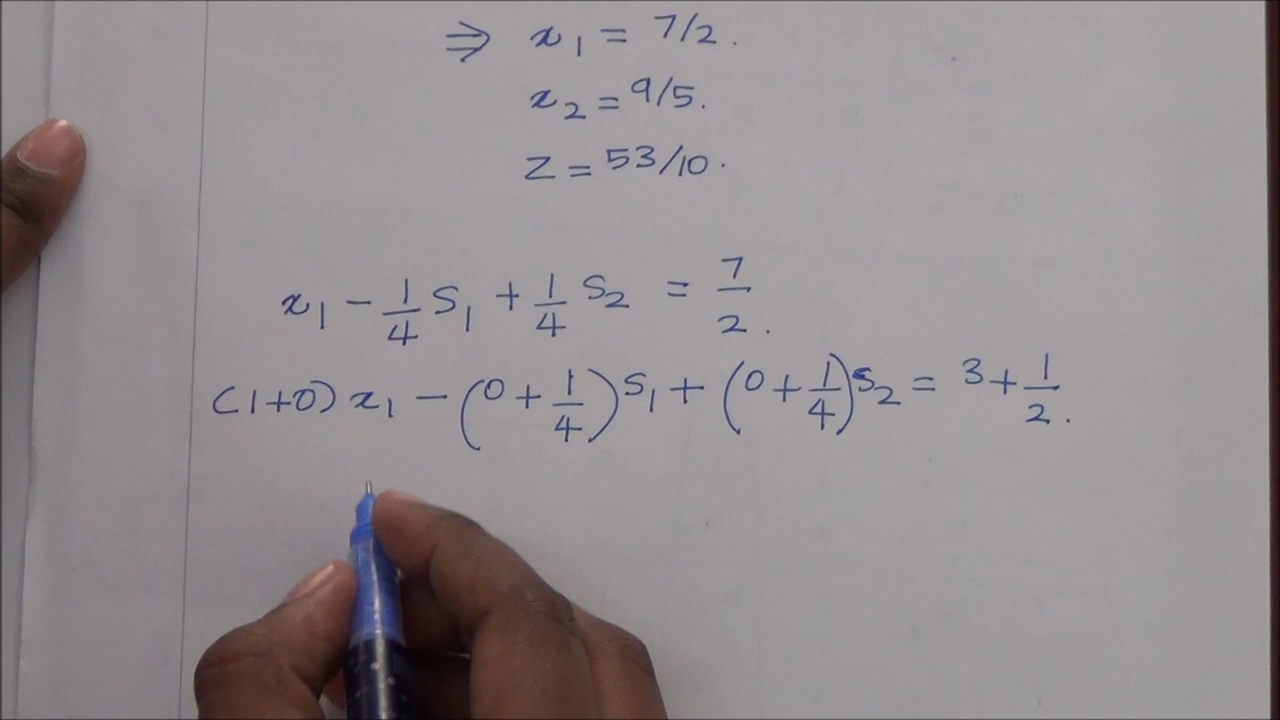 ⇒ x₁ = 7/2.
x₂ = 9/5.
Z = 53/10.
x₁ - 1/4 S₁ + 1/4 S₂ = 7/2.
(1+0) x₁ - (0 + 1/4) S₁ + (0 + 1/4) S₂ = 3 + 1/2.